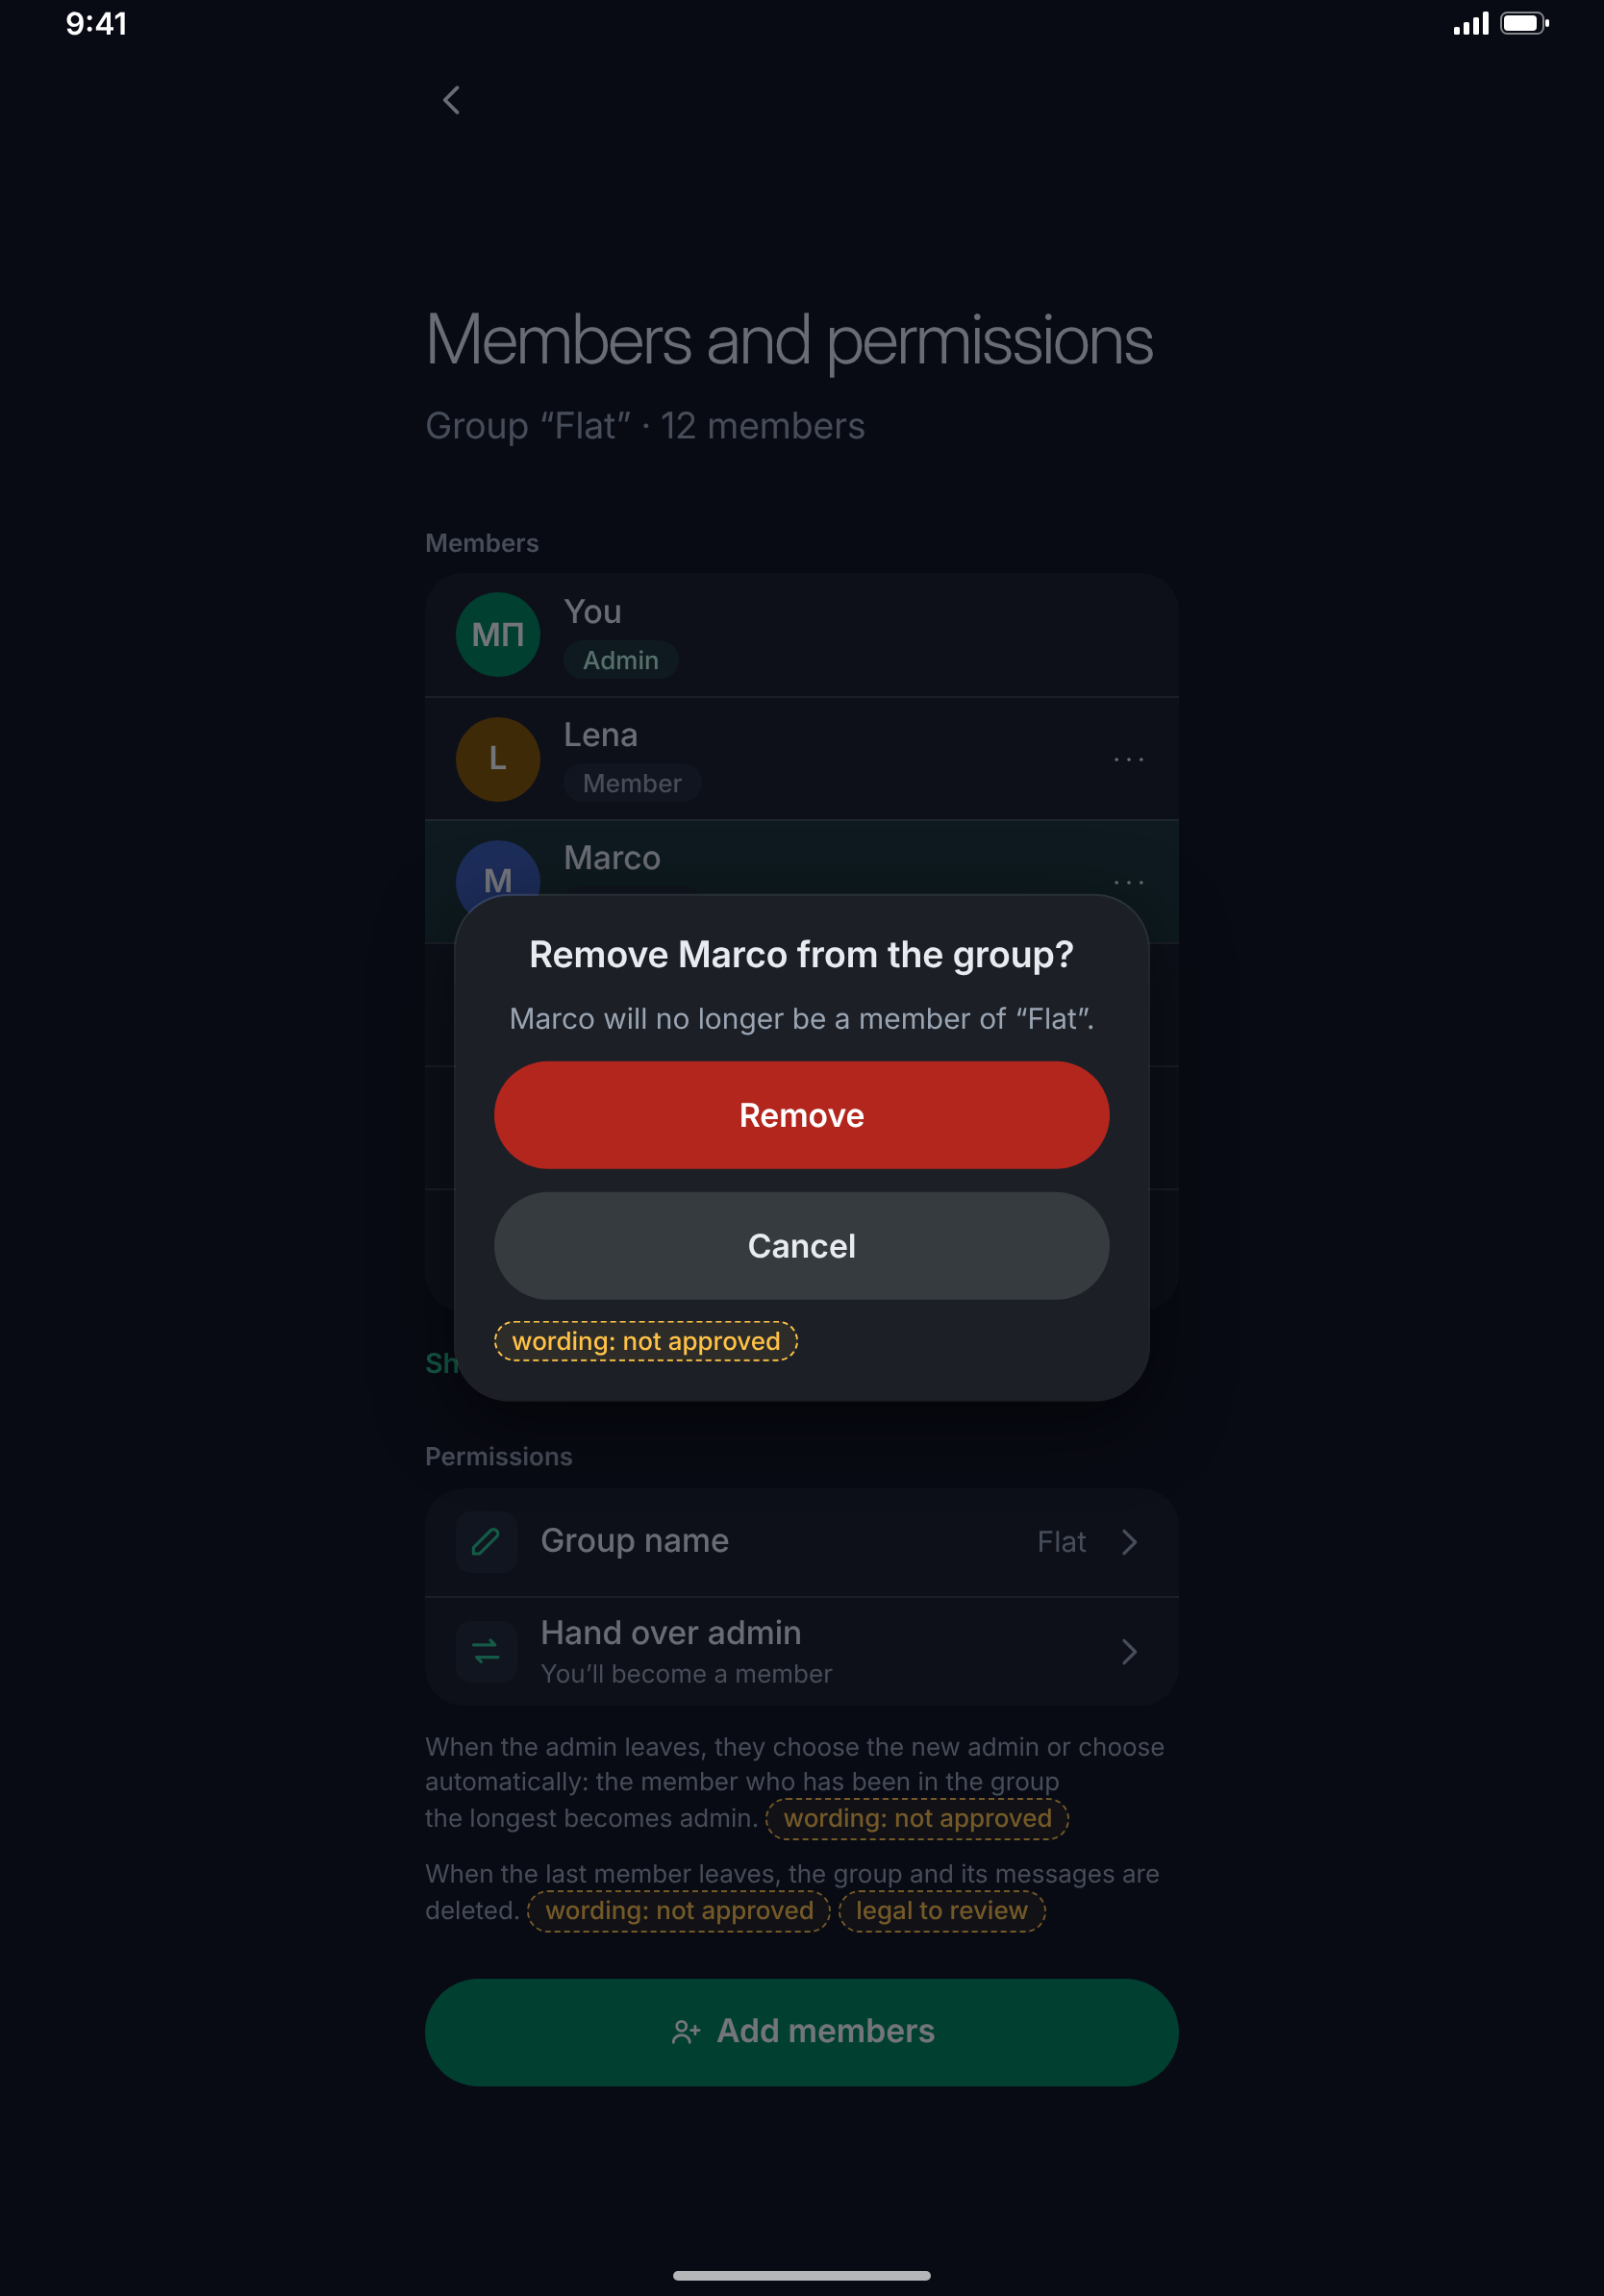 9:41
Members and permissions
Group “Flat” · 12 members
Members
МП
You
Admin
L
Lena
Member
M
Marco
Remove Marco from the group?
Marco will no longer be a member of “Flat”.
Remove
Cancel
wording: not approved
Sh
Permissions
Group name
Flat
Hand over admin
You’ll become a member
When the admin leaves, they choose the new admin or choose
automatically: the member who has been in the group
the longest becomes admin. wording: not approved
When the last member leaves, the group and its messages are
deleted. wording: not approved legal to review
Add members